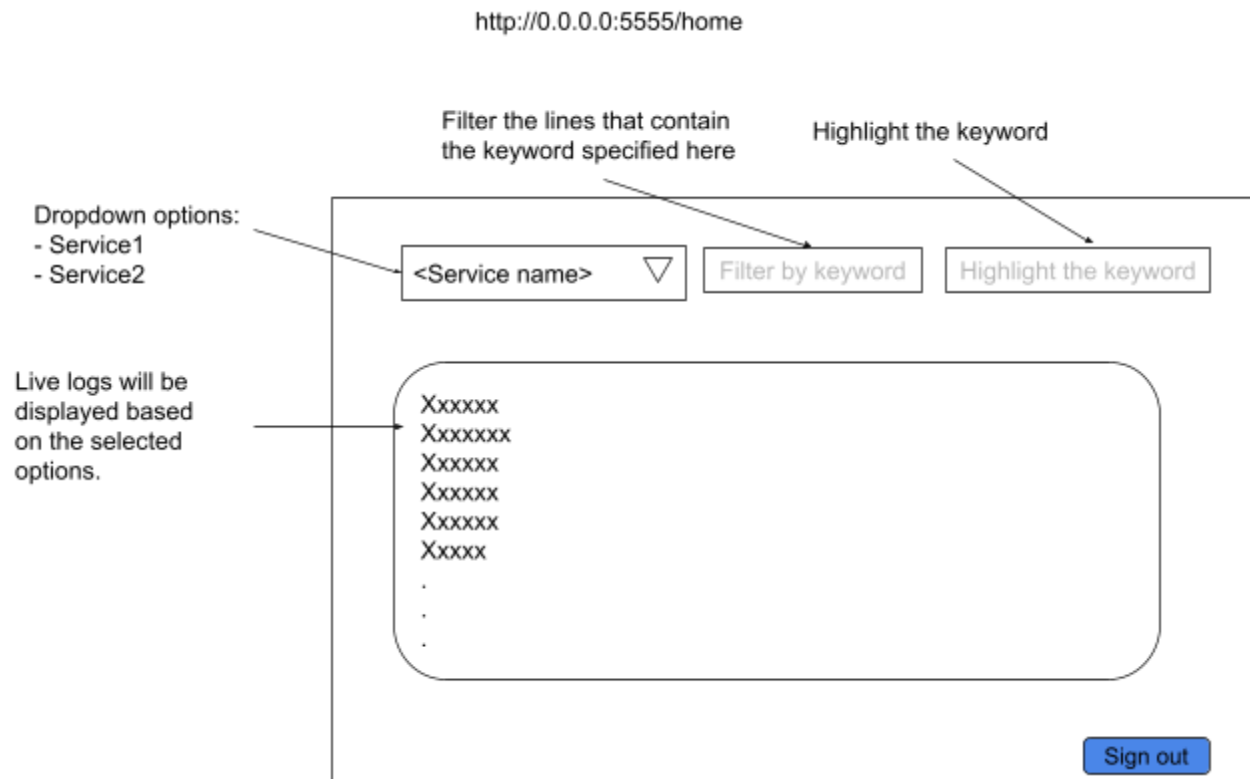 http://0.0.0.0:5555/home
Filter the lines that contain
the keyword specified here
Highlight the keyword
Dropdown options:
- Service1
- Service2
<Service name>
Filter by keyword
Highlight the keyword
Live logs will be
displayed based
on the selected
options.
Xxxxxx
Xxxxxxx
Xxxxxx
Xxxxxx
Xxxxxx
Xxxxx
.
.
.
Sign out